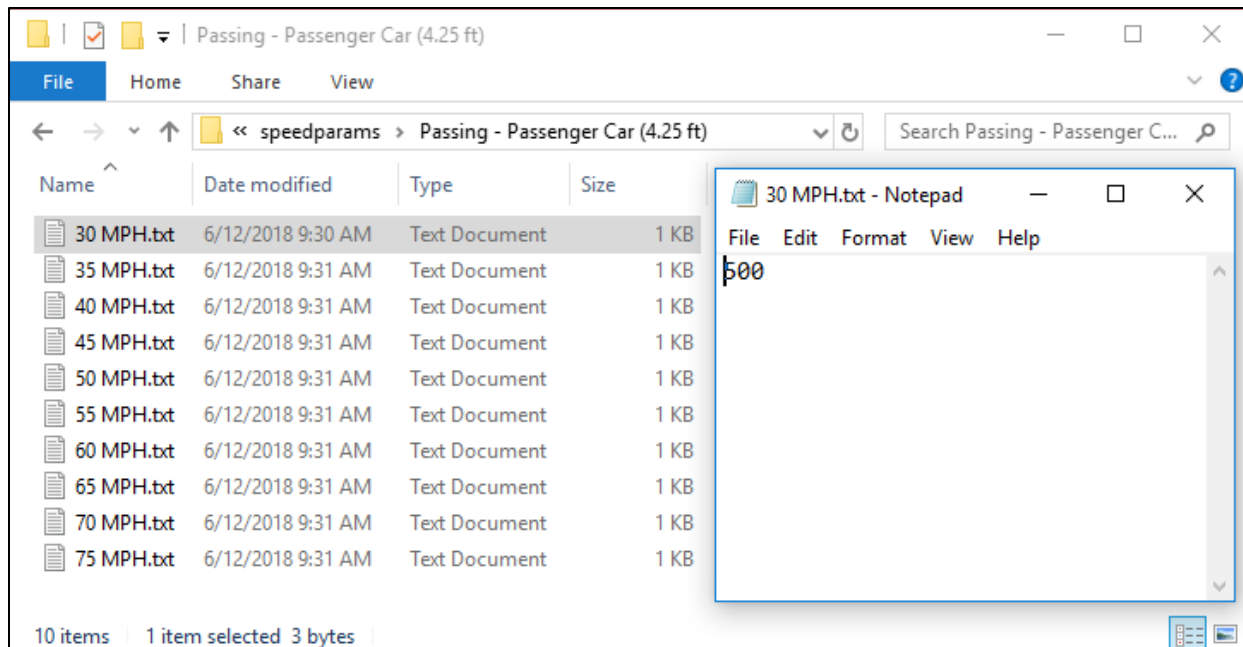 Passing - Passenger Car (4.25 ft)
File Home Share View
« speedparams › Passing - Passenger Car (4.25 ft) Search Passing - Passenger C...
Name Date modified Type Size
30 MPH.txt 6/12/2018 9:30 AM Text Document 1 KB
35 MPH.txt 6/12/2018 9:31 AM Text Document 1 KB
40 MPH.txt 6/12/2018 9:31 AM Text Document 1 KB
45 MPH.txt 6/12/2018 9:31 AM Text Document 1 KB
50 MPH.txt 6/12/2018 9:31 AM Text Document 1 KB
55 MPH.txt 6/12/2018 9:31 AM Text Document 1 KB
60 MPH.txt 6/12/2018 9:31 AM Text Document 1 KB
65 MPH.txt 6/12/2018 9:31 AM Text Document 1 KB
70 MPH.txt 6/12/2018 9:31 AM Text Document 1 KB
75 MPH.txt 6/12/2018 9:31 AM Text Document 1 KB
10 items 1 item selected 3 bytes
30 MPH.txt - Notepad
File Edit Format View Help
500